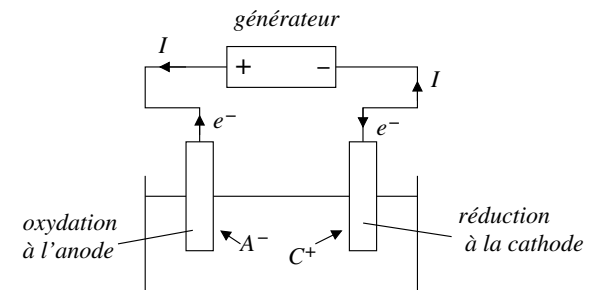 générateur
I
+ −
I
e−
e−
oxydation
à l'anode
A−
C+
réduction
à la cathode